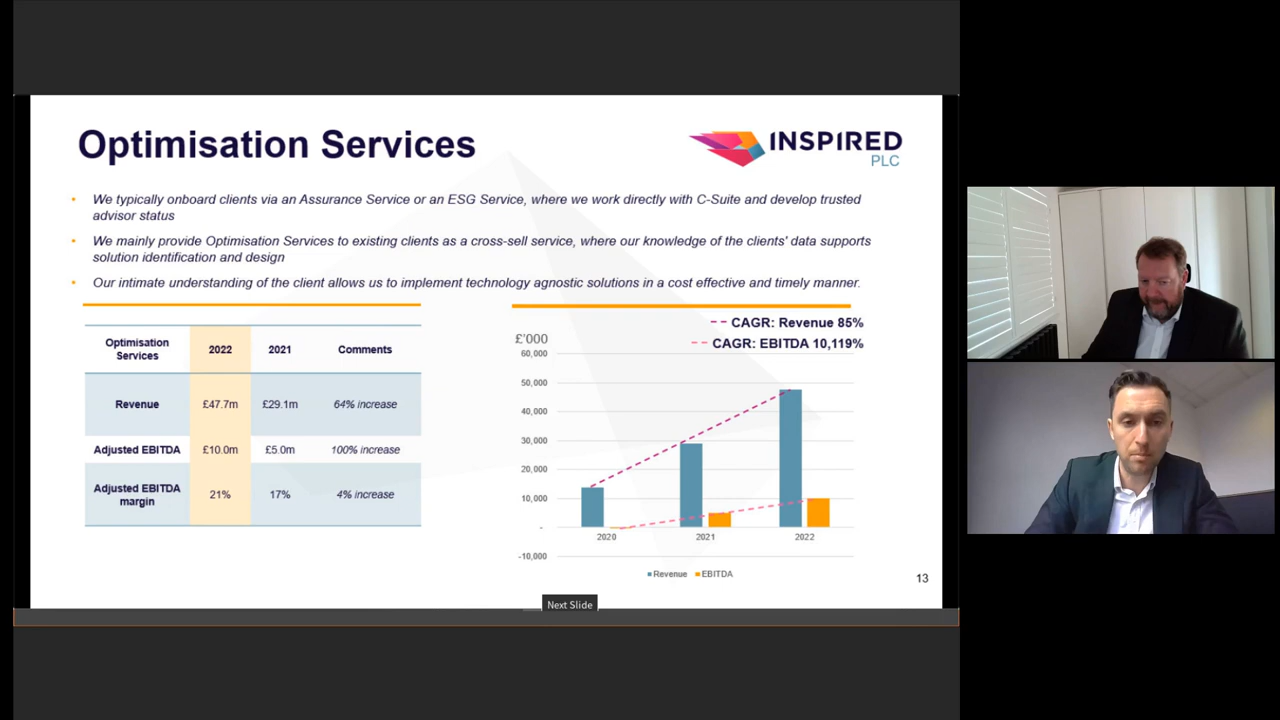 Optimisation Services
INSPIRED
PLC
• We typically onboard clients via an Assurance Service or an ESG Service, where we work directly with C-Suite and develop trusted
advisor status
• We mainly provide Optimisation Services to existing clients as a cross-sell service, where our knowledge of the clients' data supports
solution identification and design
• Our intimate understanding of the client allows us to implement technology agnostic solutions in a cost effective and timely manner.
Optimisation
Services
2022
2021
Comments
Revenue
£47.7m
£29.1m
64% increase
Adjusted EBITDA
£10.0m
£5.0m
100% increase
Adjusted EBITDA
margin
21%
17%
4% increase
CAGR: Revenue 85%
CAGR: EBITDA 10,119%
£'000
60,000
50,000
40,000
30,000
20,000
10,000
-
-10,000
2020
2021
2022
Revenue
EBITDA
13
Next Slide